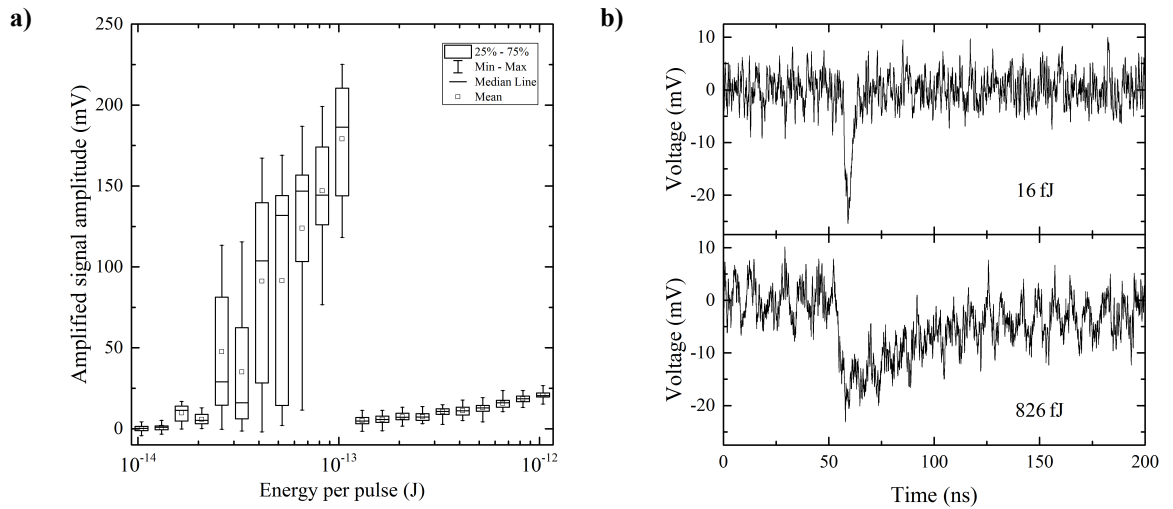 a)
Amplified signal amplitude (mV)
250
200
150
100
50
0
10-14
10-13
10-12
Energy per pulse (J)
25% - 75%
Min - Max
Median Line
Mean
b)
Voltage (mV)
10
0
-10
-20
16 fJ
Voltage (mV)
10
0
-10
-20
826 fJ
0
50
100
150
200
Time (ns)